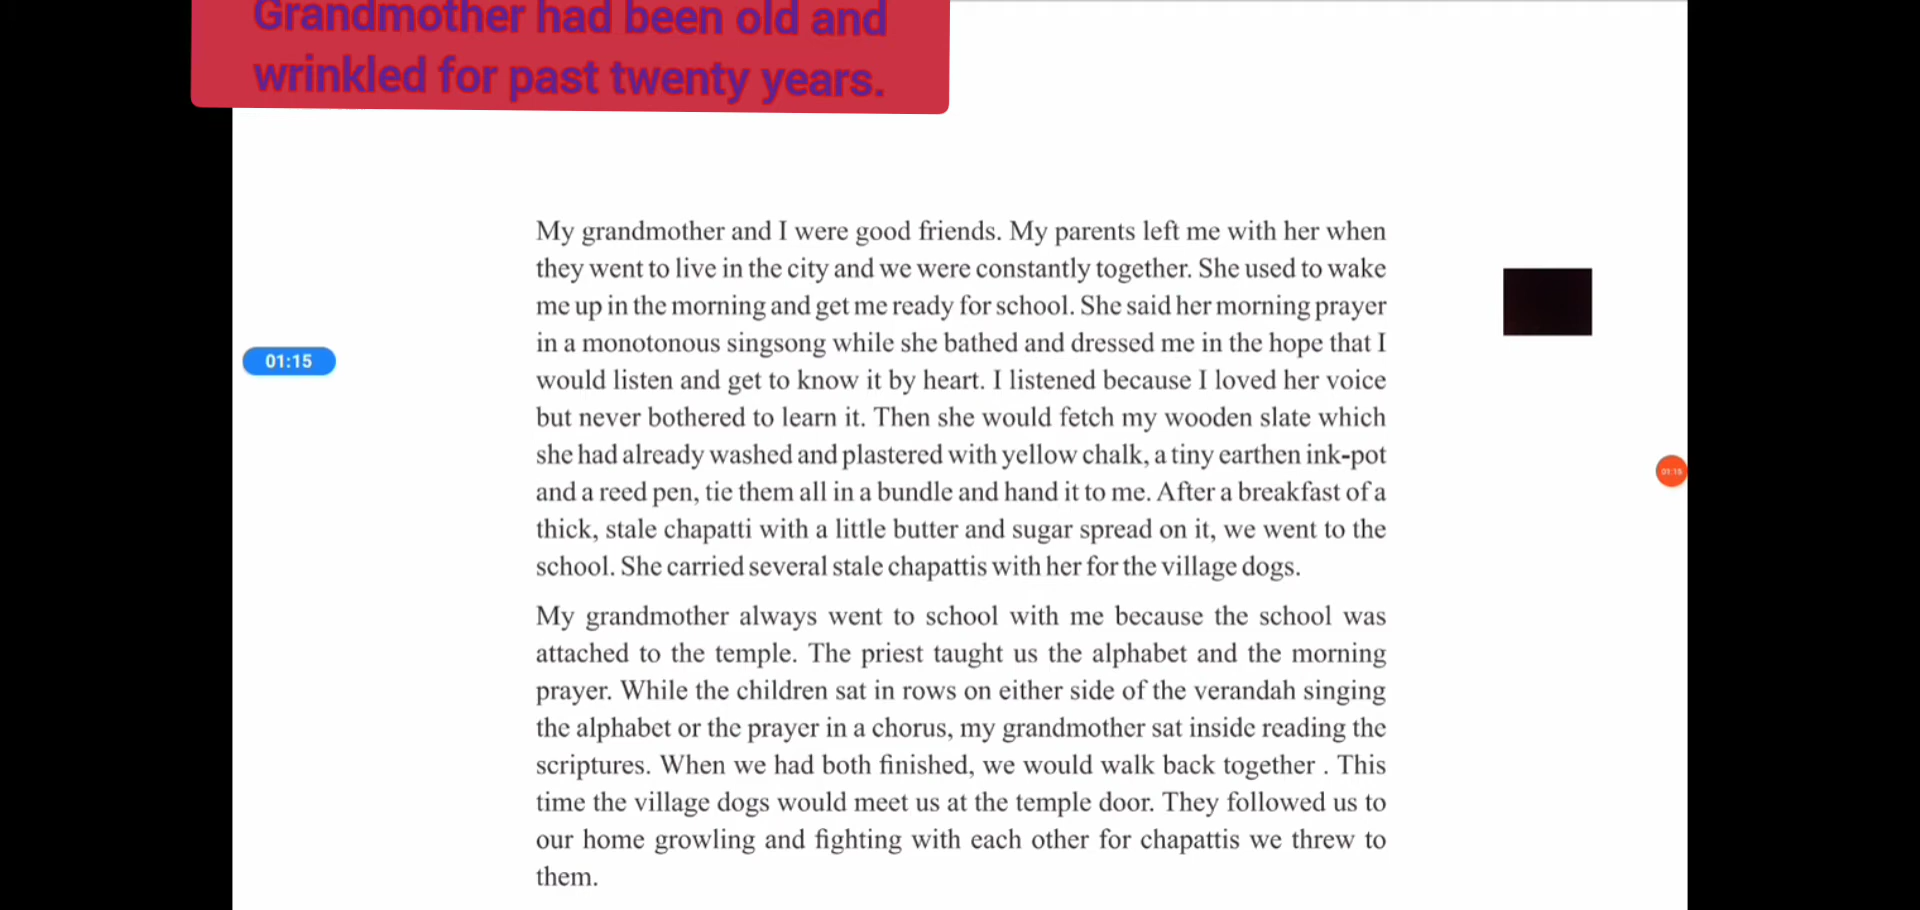 Grandmother had been old and
wrinkled for past twenty years.
My grandmother and I were good friends. My parents left me with her when
they went to live in the city and we were constantly together. She used to wake
me up in the morning and get me ready for school. She said her morning prayer
in a monotonous singsong while she bathed and dressed me in the hope that I
would listen and get to know it by heart. I listened because I loved her voice
but never bothered to learn it. Then she would fetch my wooden slate which
she had already washed and plastered with yellow chalk, a tiny earthen ink-pot
and a reed pen, tie them all in a bundle and hand it to me. After a breakfast of a
thick, stale chapatti with a little butter and sugar spread on it, we went to the
school. She carried several stale chapattis with her for the village dogs.
My grandmother always went to school with me because the school was
attached to the temple. The priest taught us the alphabet and the morning
prayer. While the children sat in rows on either side of the verandah singing
the alphabet or the prayer in a chorus, my grandmother sat inside reading the
scriptures. When we had both finished, we would walk back together . This
time the village dogs would meet us at the temple door. They followed us to
our home growling and fighting with each other for chapattis we threw to
them.
01:15